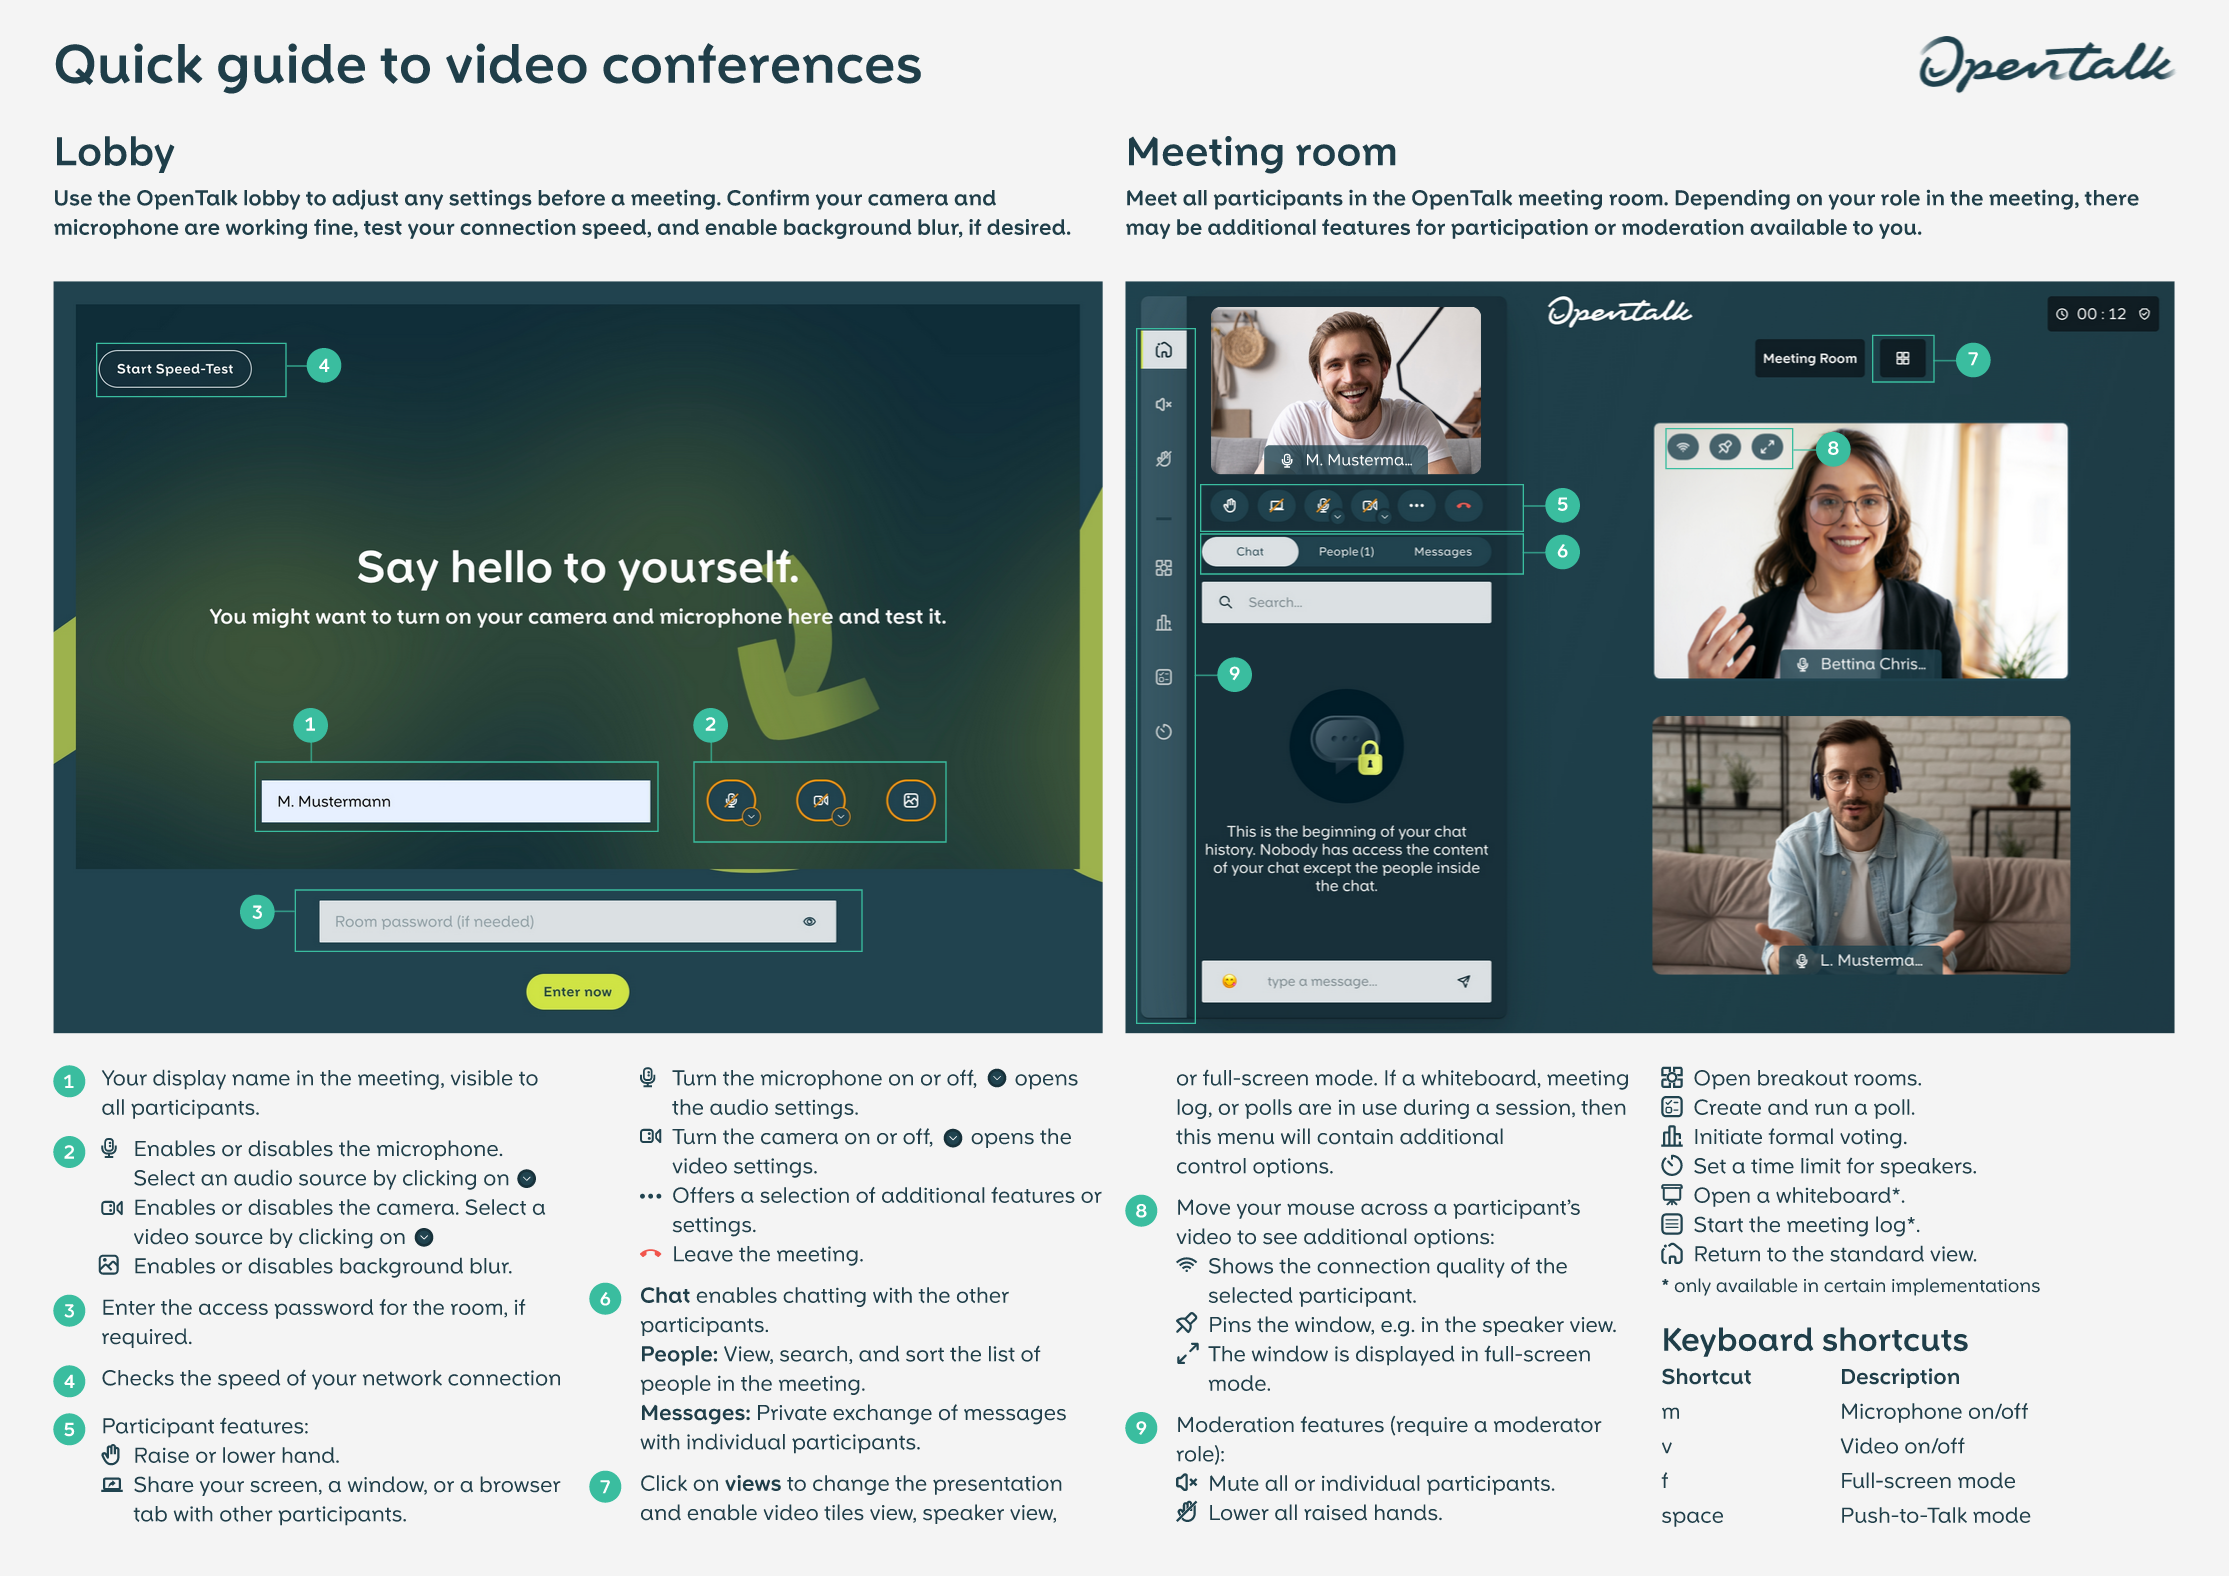 Quick guide to video conferences
Opentalk
Lobby
Use the OpenTalk lobby to adjust any settings before a meeting. Confirm your camera and
microphone are working fine, test your connection speed, and enable background blur, if desired.
Start Speed-Test
4
Say hello to yourself.
You might want to turn on your camera and microphone here and test it.
1
2
M. Mustermann
3
Room password (if needed)
Enter now
Meeting room
Meet all participants in the OpenTalk meeting room. Depending on your role in the meeting, there
may be additional features for participation or moderation available to you.
Opentalk
00 : 12
Meeting Room
7
M. Musterma...
5
Chat
People (1)
Messages
6
Search...
9
This is the beginning of your chat
history. Nobody has access the content
of your chat except the people inside
the chat.
type a message...
8
Bettina Chris...
L. Musterma...
1 Your display name in the meeting, visible to
all participants.
2 Enables or disables the microphone.
Select an audio source by clicking on
Enables or disables the camera. Select a
video source by clicking on
Enables or disables background blur.
3 Enter the access password for the room, if
required.
4 Checks the speed of your network connection
5 Participant features:
Raise or lower hand.
Share your screen, a window, or a browser
tab with other participants.
Turn the microphone on or off, opens
the audio settings.
Turn the camera on or off, opens the
video settings.
Offers a selection of additional features or
settings.
Leave the meeting.
6 Chat enables chatting with the other
participants.
People: View, search, and sort the list of
people in the meeting.
Messages: Private exchange of messages
with individual participants.
7 Click on views to change the presentation
and enable video tiles view, speaker view,
or full-screen mode. If a whiteboard, meeting
log, or polls are in use during a session, then
this menu will contain additional
control options.
8 Move your mouse across a participant's
video to see additional options:
Shows the connection quality of the
selected participant.
Pins the window, e.g. in the speaker view.
The window is displayed in full-screen
mode.
9 Moderation features (require a moderator
role):
Mute all or individual participants.
Lower all raised hands.
Open breakout rooms.
Create and run a poll.
Initiate formal voting.
Set a time limit for speakers.
Open a whiteboard*.
Start the meeting log*.
Return to the standard view.
* only available in certain implementations
Keyboard shortcuts
Shortcut Description
m Microphone on/off
v Video on/off
f Full-screen mode
space Push-to-Talk mode